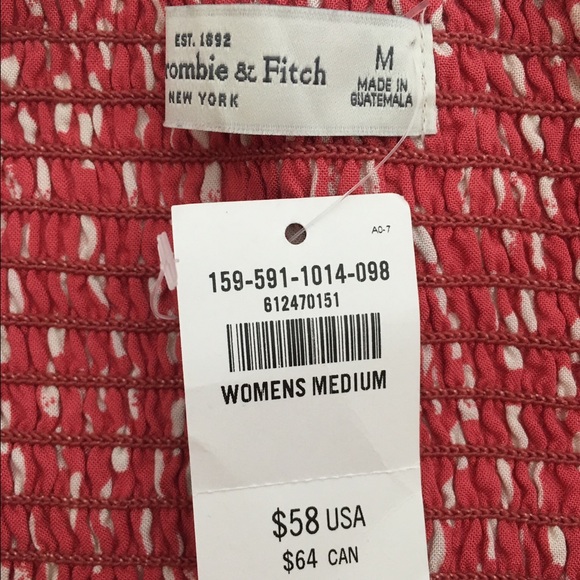 EST. 1892
rombie & Fitch
NEW YORK
M
MADE IN
GUATEMALA
A0-7
159-591-1014-098
612470151
WOMENS MEDIUM
$58 USA
$64 CAN